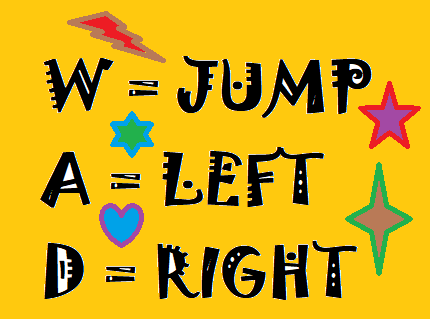 W = JUMP
A = LEFT
D = RIGHT